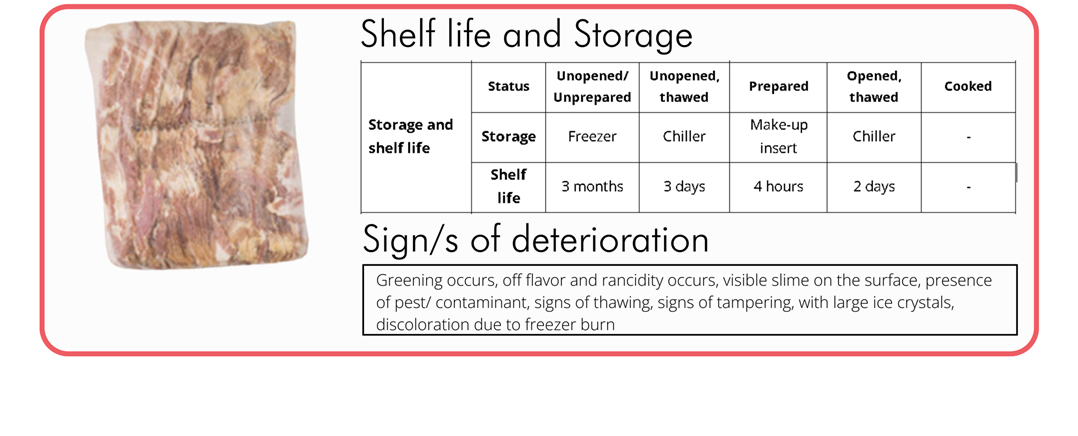 Shelf life and Storage
Storage and shelf life
Status
Unopened/ Unprepared
Unopened, thawed
Prepared
Opened, thawed
Cooked
Storage
Freezer
Chiller
Make-up insert
Chiller
-
Shelf life
3 months
3 days
4 hours
2 days
-
Sign/s of deterioration
Greening occurs, off flavor and rancidity occurs, visible slime on the surface, presence
of pest/ contaminant, signs of thawing, signs of tampering, with large ice crystals,
discoloration due to freezer burn